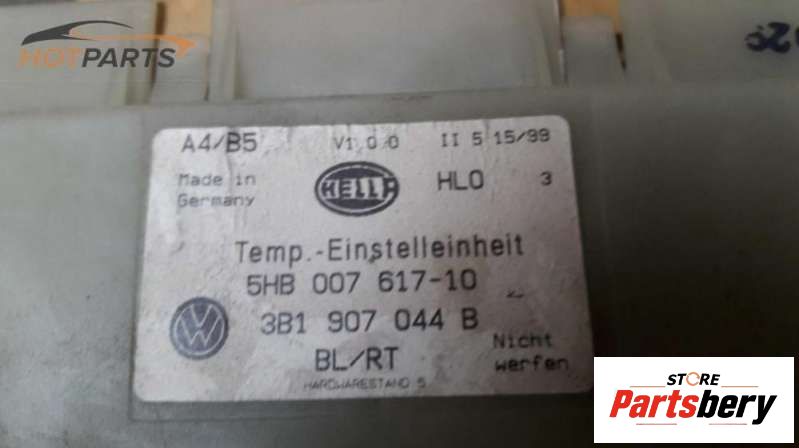 HOTPARTS
A4/B5 V1 0 0 II 5 15/99
Made in
Germany
HELLA
HLO 3
Temp.-Einstelleinheit
5HB 007 617-10
3B1 907 044 B
BL/RT
Nicht
werfen
HARDWARESTAND 5
STORE
Partsbery